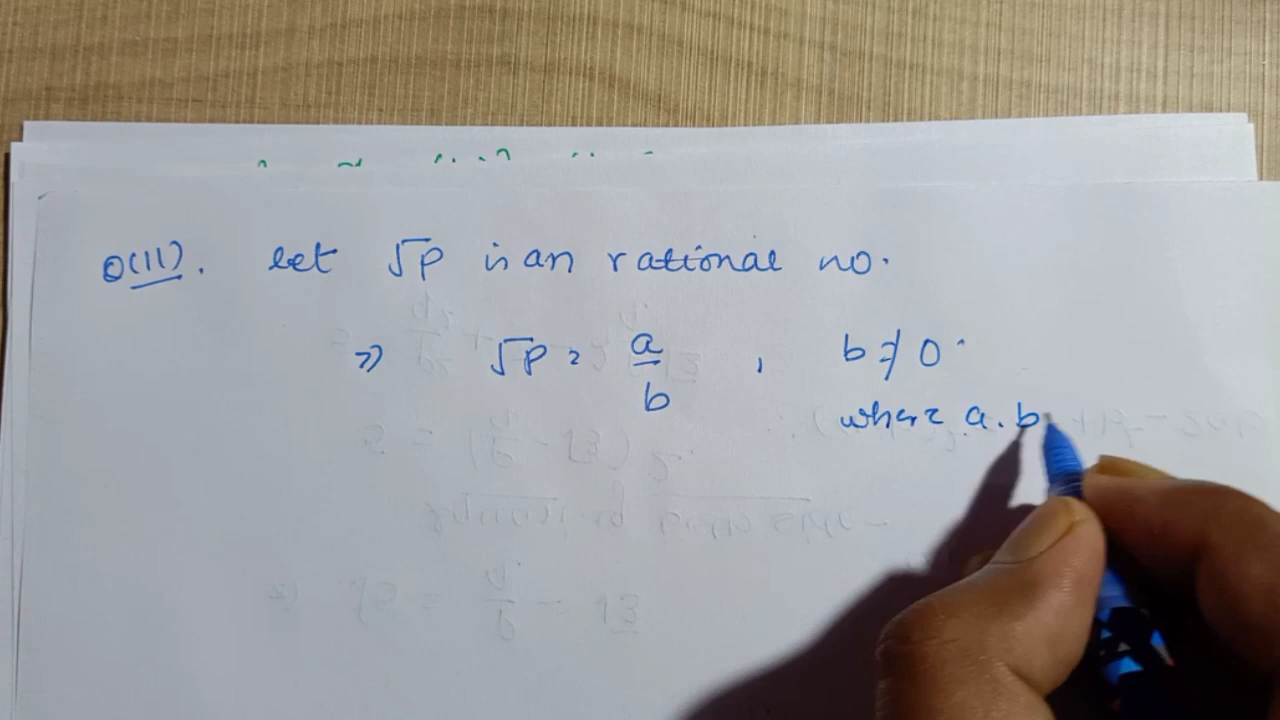 Q(11). Let √p is an rational no.
⇒ √p = a/b , b ≠ 0.
where a, b